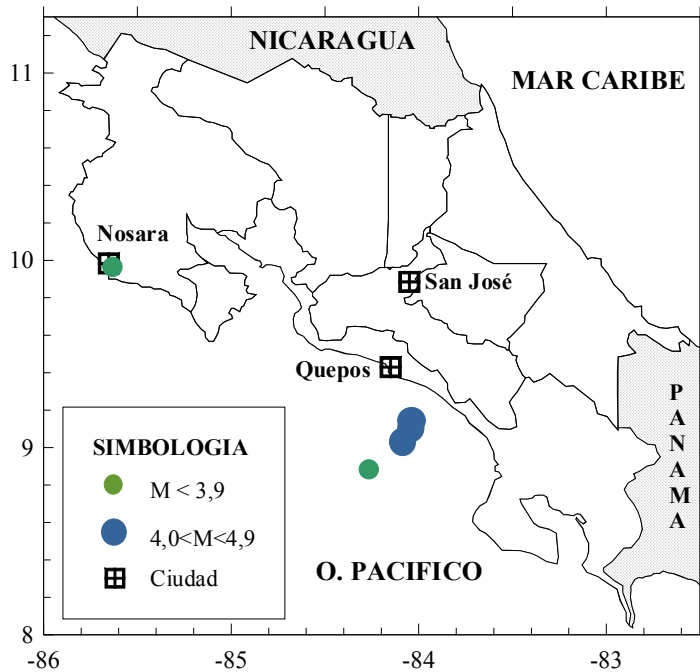 NICARAGUA
MAR CARIBE
11
Nosara
10
San José
Quepos
P
A
N
A
M
A
9
SIMBOLOGIA
M < 3,9
4,0<M<4,9
Ciudad
O. PACIFICO
8
-86
-85
-84
-83